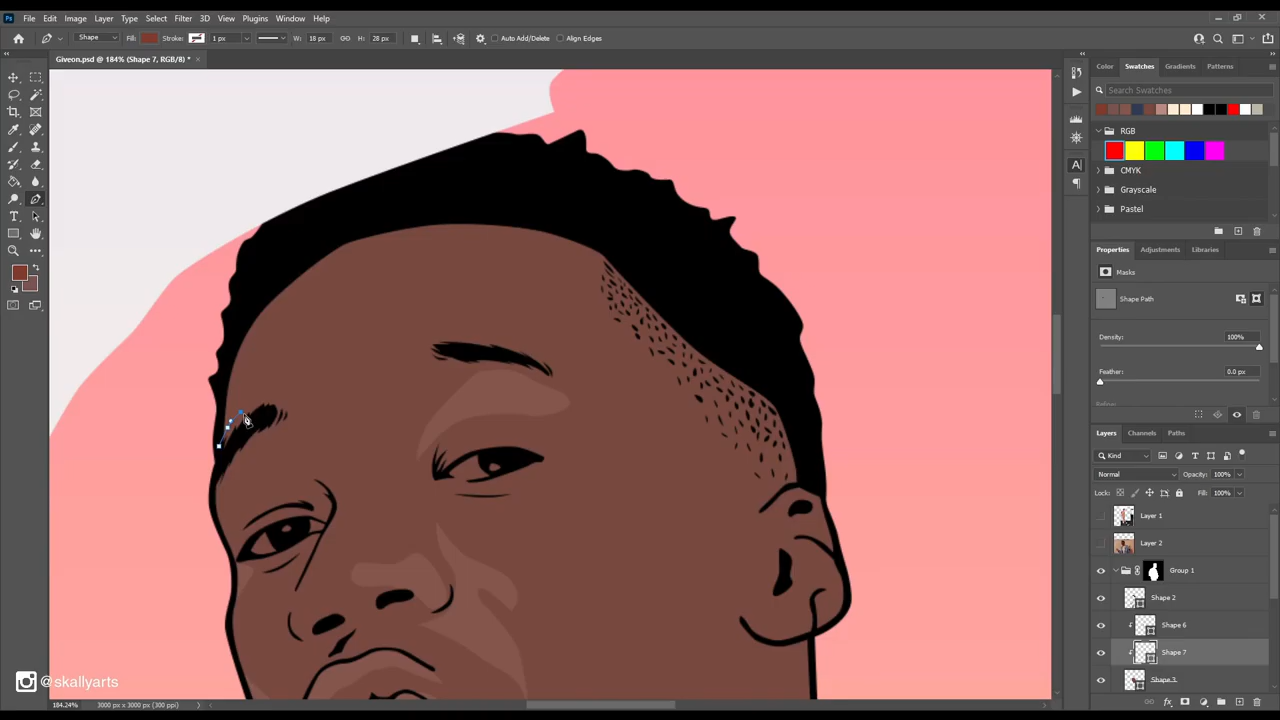 Ps File Edit Image Layer Type Select Filter 3D View Plugins Window Help
Shape Fill: Stroke: 1 px W: 18 px H: 28 px Auto Add/Delete Align Edges
Giveon.psd @ 184% (Shape 7, RGB/8) *
Color Swatches Gradients Patterns
Search Swatches
RGB
CMYK
Grayscale
Pastel
Properties Adjustments Libraries
Masks
Shape Path
Density: 100%
Feather: 0.0 px
Layers Channels Paths
Kind
Normal Opacity: 100%
Lock: Fill: 100%
Layer 1
Layer 2
Group 1
Shape 2
Shape 6
Shape 7
Shape 3
@skallyarts
184.24% 3000 px x 3000 px (300 ppi)